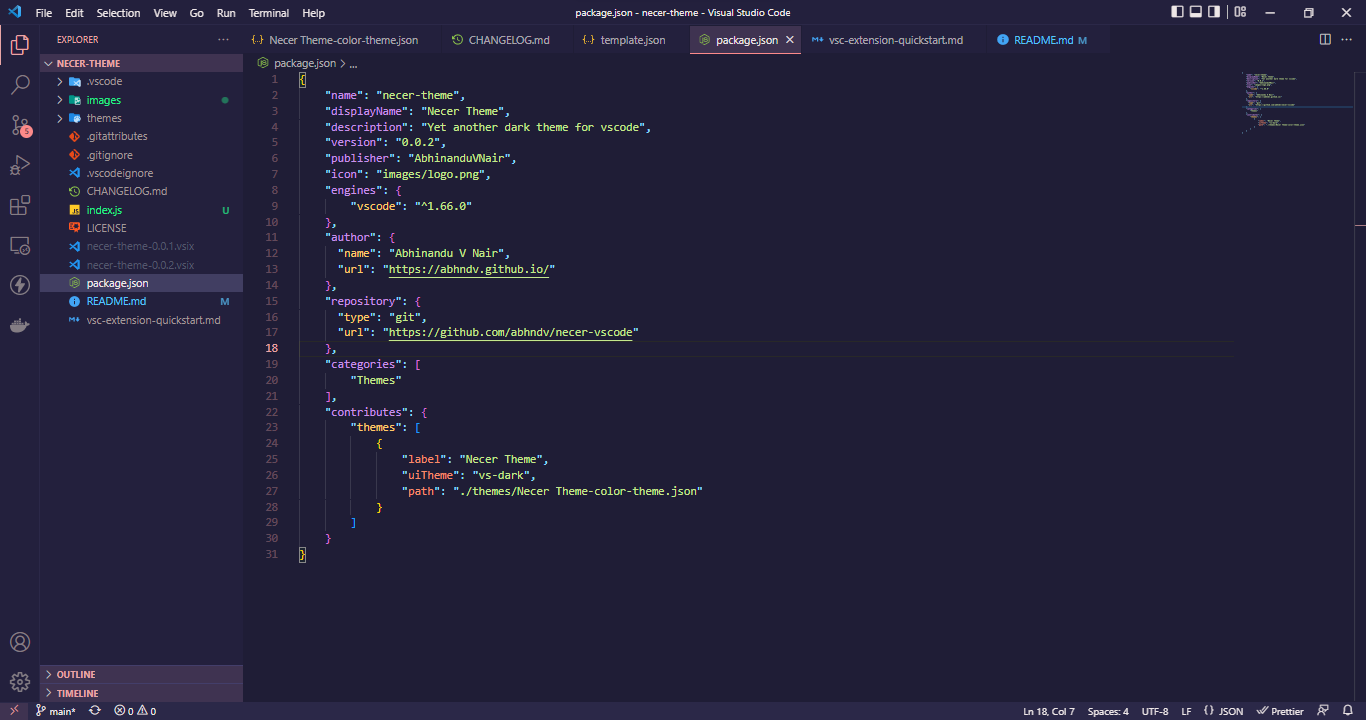 File Edit Selection View Go Run Terminal Help
package.json - necer-theme - Visual Studio Code
EXPLORER
NECER-THEME
.vscode
images
themes
.gitattributes
.gitignore
.vscodeignore
CHANGELOG.md
index.js U
LICENSE
necer-theme-0.0.1.vsix
necer-theme-0.0.2.vsix
package.json
README.md M
vsc-extension-quickstart.md
OUTLINE
TIMELINE
5
{} Necer Theme-color-theme.json CHANGELOG.md {..} template.json package.json vsc-extension-quickstart.md README.md M
package.json > ...
1 {
2 "name": "necer-theme",
3 "displayName": "Necer Theme",
4 "description": "Yet another dark theme for vscode",
5 "version": "0.0.2",
6 "publisher": "AbhinanduVNair",
7 "icon": "images/logo.png",
8 "engines": {
9 "vscode": "^1.66.0"
10 },
11 "author": {
12 "name": "Abhinandu V Nair",
13 "url": "https://abhndv.github.io/"
14 },
15 "repository": {
16 "type": "git",
17 "url": "https://github.com/abhndv/necer-vscode"
18 },
19 "categories": [
20 "Themes"
21 ],
22 "contributes": {
23 "themes": [
24 {
25 "label": "Necer Theme",
26 "uiTheme": "vs-dark",
27 "path": "./themes/Necer Theme-color-theme.json"
28 }
29 ]
30 }
31 }
main* 0 0 Ln 18, Col 7 Spaces: 4 UTF-8 LF {} JSON Prettier